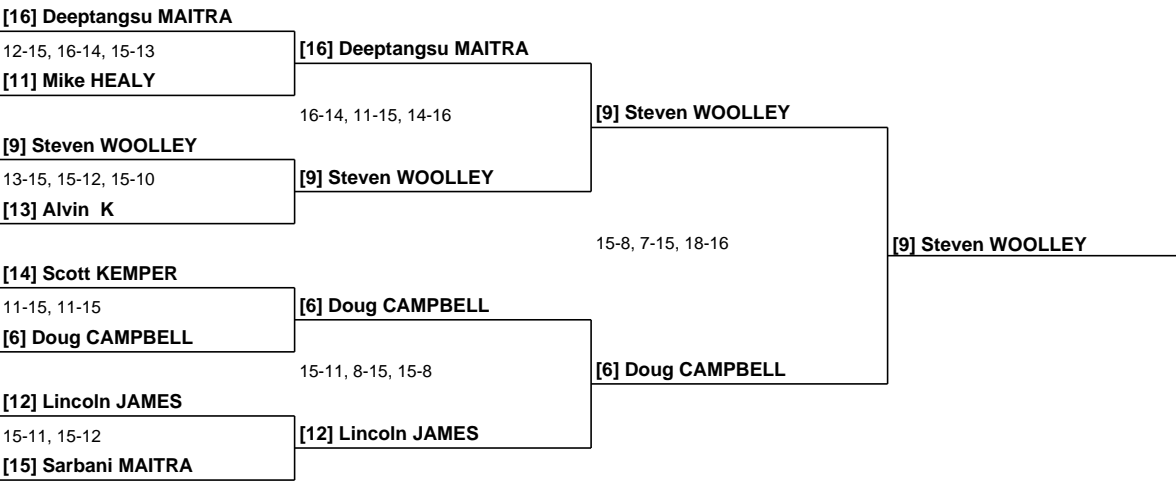 [16] Deeptangsu MAITRA
12-15, 16-14, 15-13
[11] Mike HEALY
[9] Steven WOOLLEY
13-15, 15-12, 15-10
[13] Alvin  K
[14] Scott KEMPER
11-15, 11-15
[6] Doug CAMPBELL
[12] Lincoln JAMES
15-11, 15-12
[15] Sarbani MAITRA
[16] Deeptangsu MAITRA
16-14, 11-15, 14-16
[9] Steven WOOLLEY
[6] Doug CAMPBELL
15-11, 8-15, 15-8
[12] Lincoln JAMES
[9] Steven WOOLLEY
15-8, 7-15, 18-16
[6] Doug CAMPBELL
[9] Steven WOOLLEY